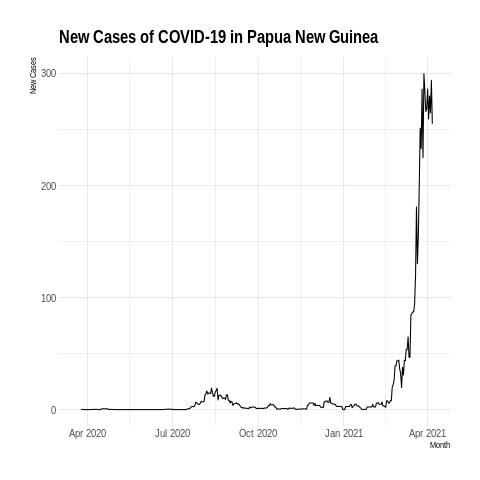 New Cases of COVID-19 in Papua New Guinea
New Cases
300
200
100
0
Apr 2020 Jul 2020 Oct 2020 Jan 2021 Apr 2021
Month